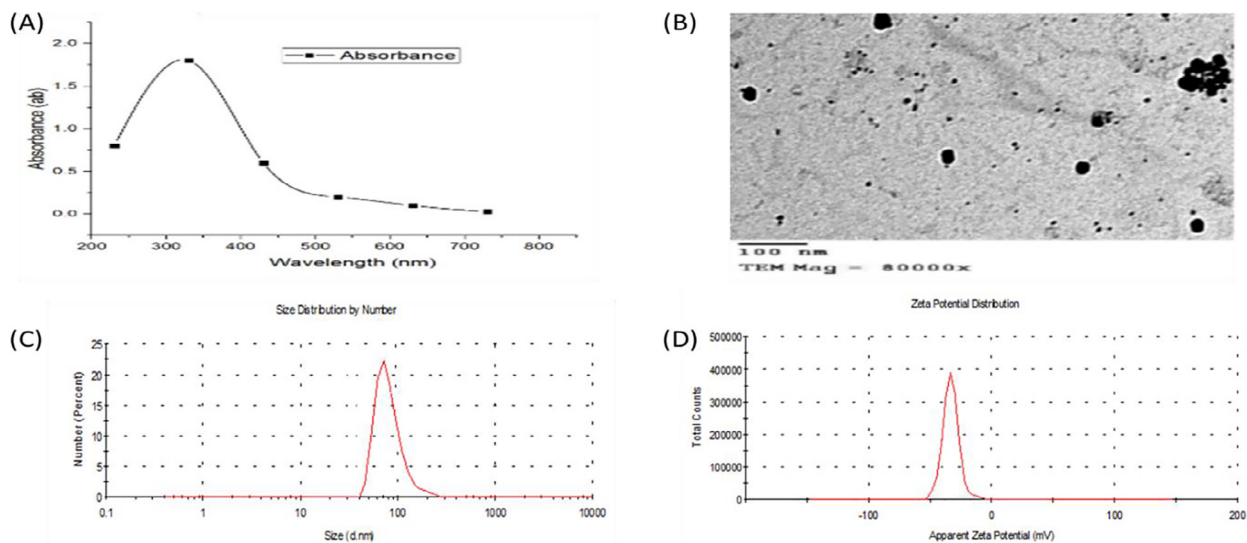 (A)
2.0
1.5
1.0
0.5
0.0
Absorbance (ab)
Absorbance
200 300 400 500 600 700 800
Wavelength (nm)
(B)
100 nm
TEM Mag = 80000x
(C)
Size Distribution by Number
25
20
15
10
5
0
Number (Percent)
0.1 1 10 100 1000 10000
Size (d.nm)
(D)
Zeta Potential Distribution
500000
400000
300000
200000
100000
0
Total Counts
-100 0 100 200
Apparent Zeta Potential (mV)